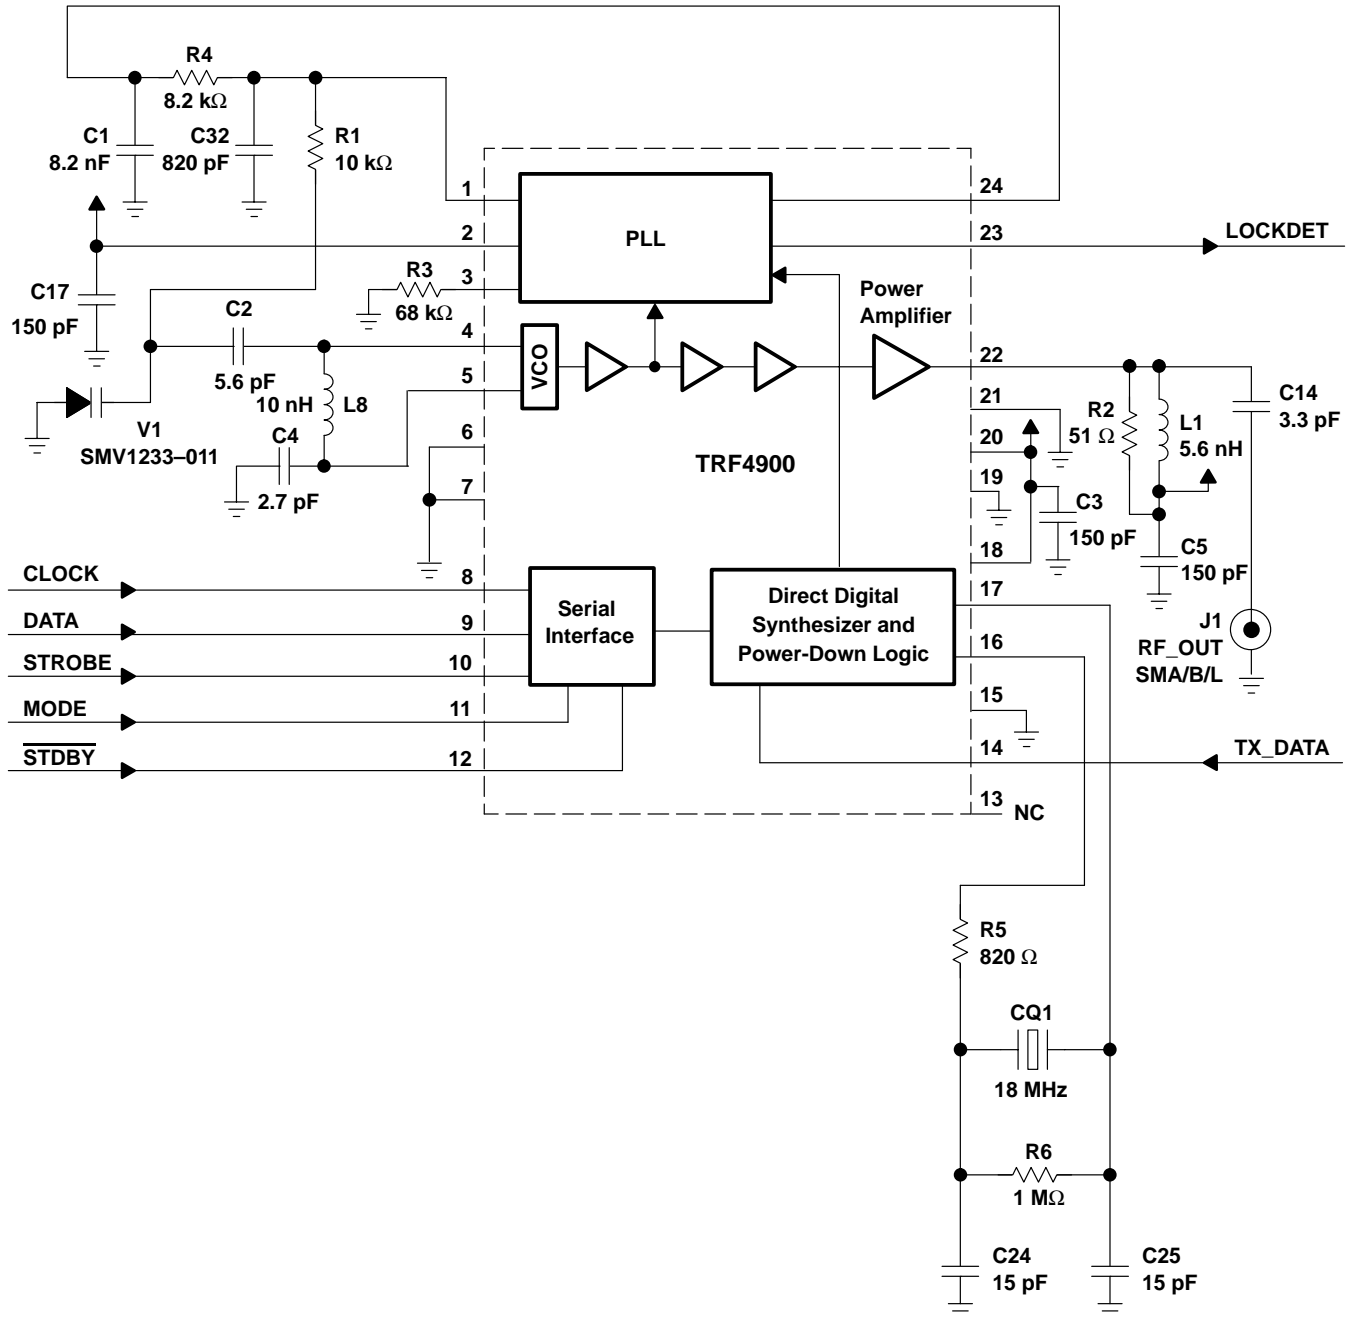 R4
8.2 kΩ
C1
8.2 nF
C32
820 pF
R1
10 kΩ
1
24
2
PLL
23
LOCKDET
R3
3
68 kΩ
C17
150 pF
C2
5.6 pF
4
5
VCO
Power
Amplifier
22
10 nH
L8
21
R2
51 Ω
L1
5.6 nH
C14
3.3 pF
V1
SMV1233–011
C4
2.7 pF
6
7
TRF4900
20
19
C3
150 pF
18
C5
150 pF
CLOCK
8
DATA
9
STROBE
10
MODE
11
STDBY
12
Serial
Interface
Direct Digital
Synthesizer and
Power-Down Logic
17
16
J1
RF_OUT
SMA/B/L
15
14
TX_DATA
13
NC
R5
820 Ω
CQ1
18 MHz
R6
1 MΩ
C24
15 pF
C25
15 pF